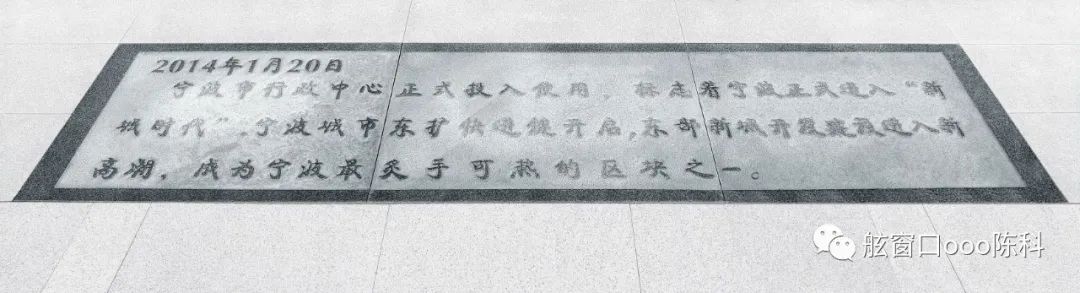 2014年1月20日
宁波市行政中心正式投入使用，标志着宁波正式进入“新
城时代”，宁波城市东扩快进键开启，东部新城开发建设进入新
高潮，成为宁波最炙手可热的区块之一。
舷窗口ooo陈科